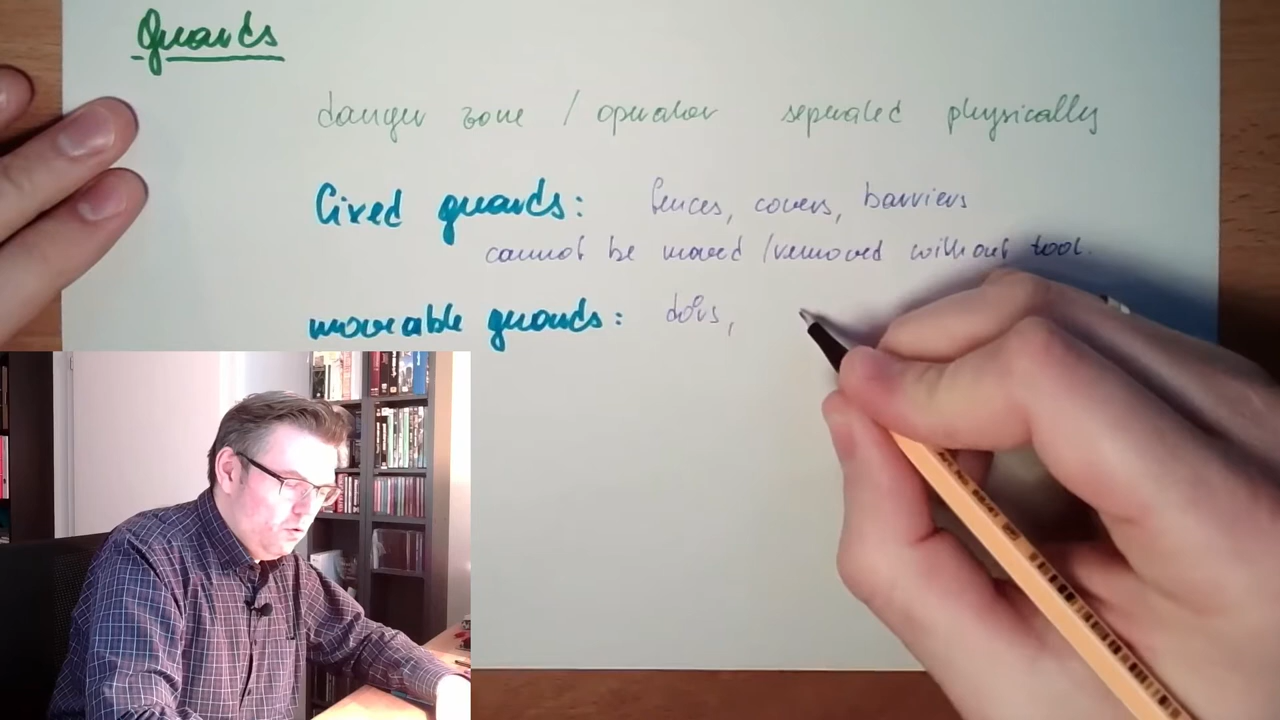 Guards
danger zone / operator seperated physically
fixed guards: fences, covers, barriers
cannot be moved / removed without tool.
moveable guards: doors,